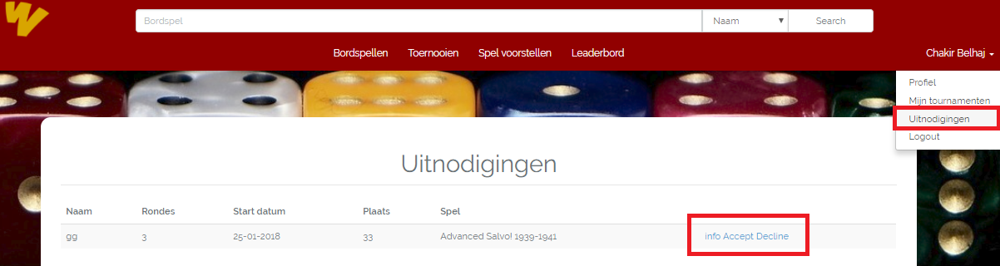 W
Bordspel Naam Search
Bordspellen Toernooien Spel voorstellen Leaderbord Chakir Belhaj
Profiel
Mijn tournamenten
Uitnodigingen
Logout
Uitnodigingen
Naam Rondes Start datum Plaats Spel
gg 3 25-01-2018 33 Advanced Salvo! 1939-1941 info Accept Decline